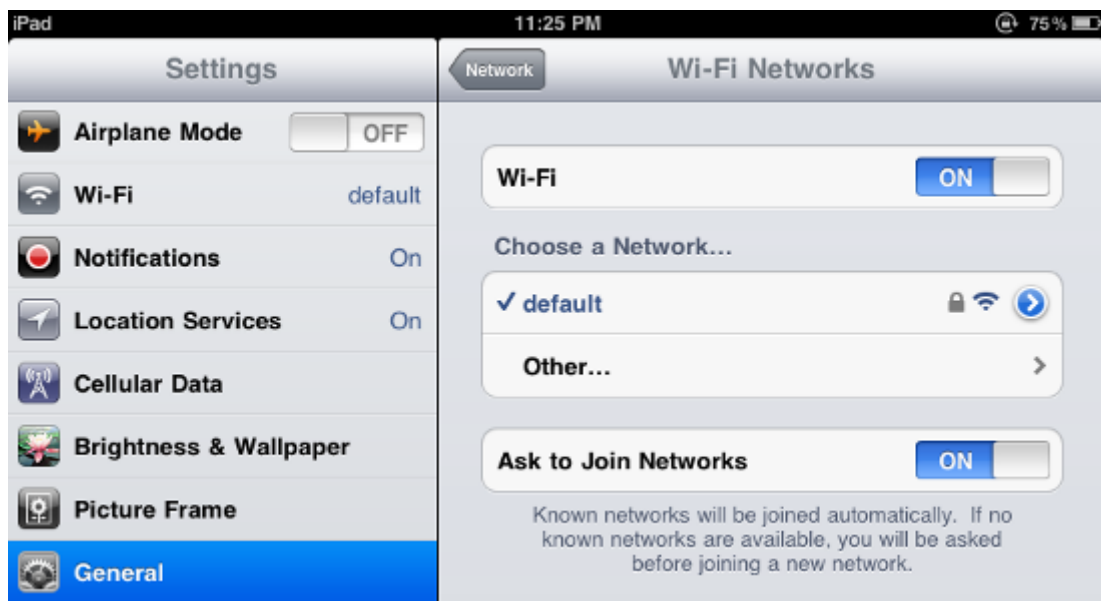 iPad
11:25 PM
75%
Settings
Airplane Mode
OFF
Wi-Fi
default
Notifications
On
Location Services
On
Cellular Data
Brightness & Wallpaper
Picture Frame
General
Network
Wi-Fi Networks
Wi-Fi
ON
Choose a Network...
default
Other...
Ask to Join Networks
ON
Known networks will be joined automatically. If no
known networks are available, you will be asked
before joining a new network.